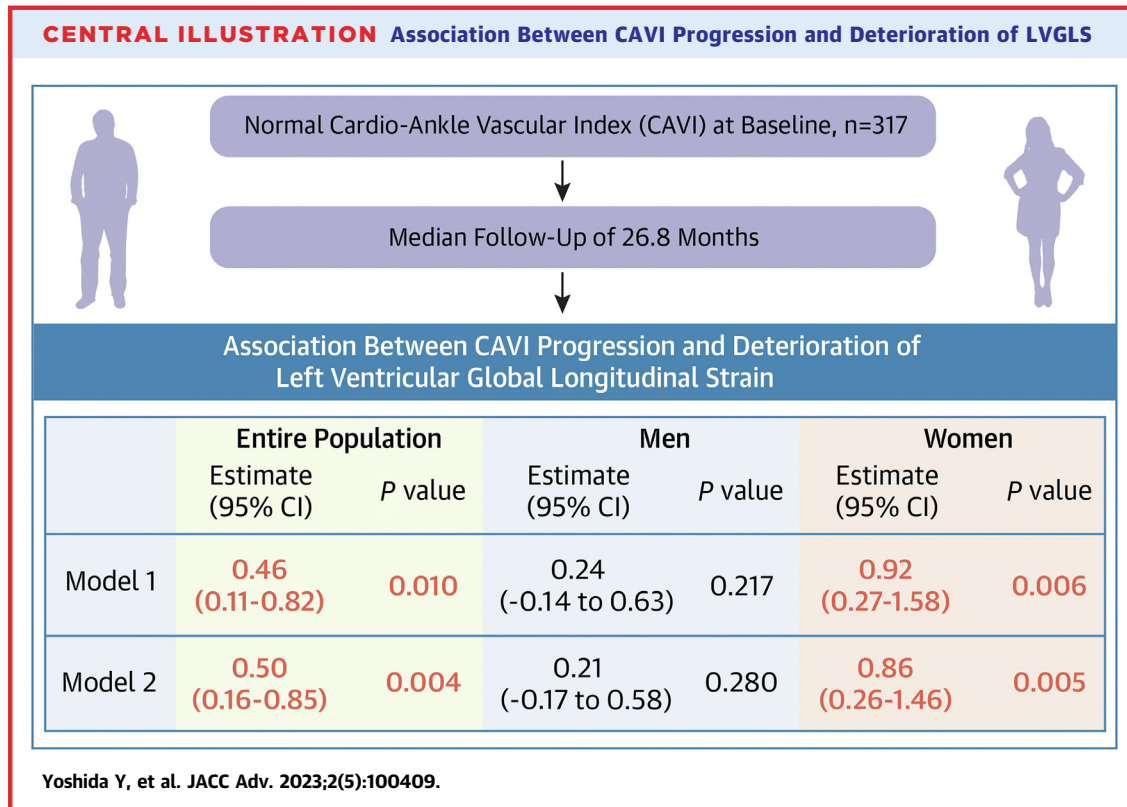 CENTRAL ILLUSTRATION Association Between CAVI Progression and Deterioration of LVGLS
Normal Cardio-Ankle Vascular Index (CAVI) at Baseline, n=317
Median Follow-Up of 26.8 Months
Association Between CAVI Progression and Deterioration of
Left Ventricular Global Longitudinal Strain
Entire Population Men Women
Estimate (95% CI) P value Estimate (95% CI) P value Estimate (95% CI) P value
Model 1 0.46 (0.11-0.82) 0.010 0.24 (-0.14 to 0.63) 0.217 0.92 (0.27-1.58) 0.006
Model 2 0.50 (0.16-0.85) 0.004 0.21 (-0.17 to 0.58) 0.280 0.86 (0.26-1.46) 0.005
Yoshida Y, et al. JACC Adv. 2023;2(5):100409.